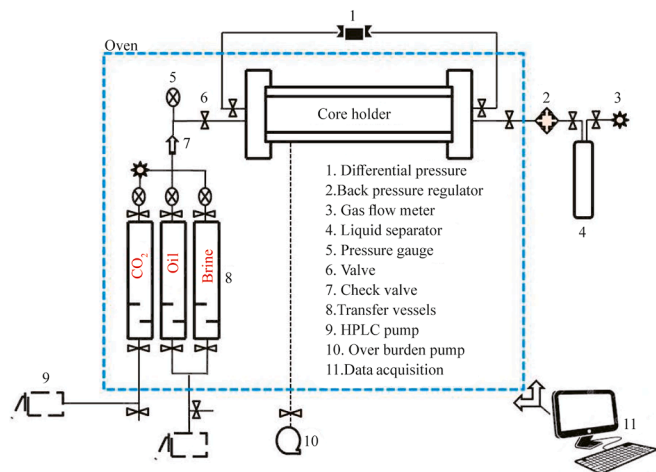 1
Oven
5
6
2
3
Core holder
7
1. Differential pressure
2.Back pressure regulator
3. Gas flow meter
4. Liquid separator
5. Pressure gauge
6. Valve
7. Check valve
8.Transfer vessels
9. HPLC pump
10. Over burden pump
11.Data acquisition
4
CO₂
Oil
Brine
8
9
10
11